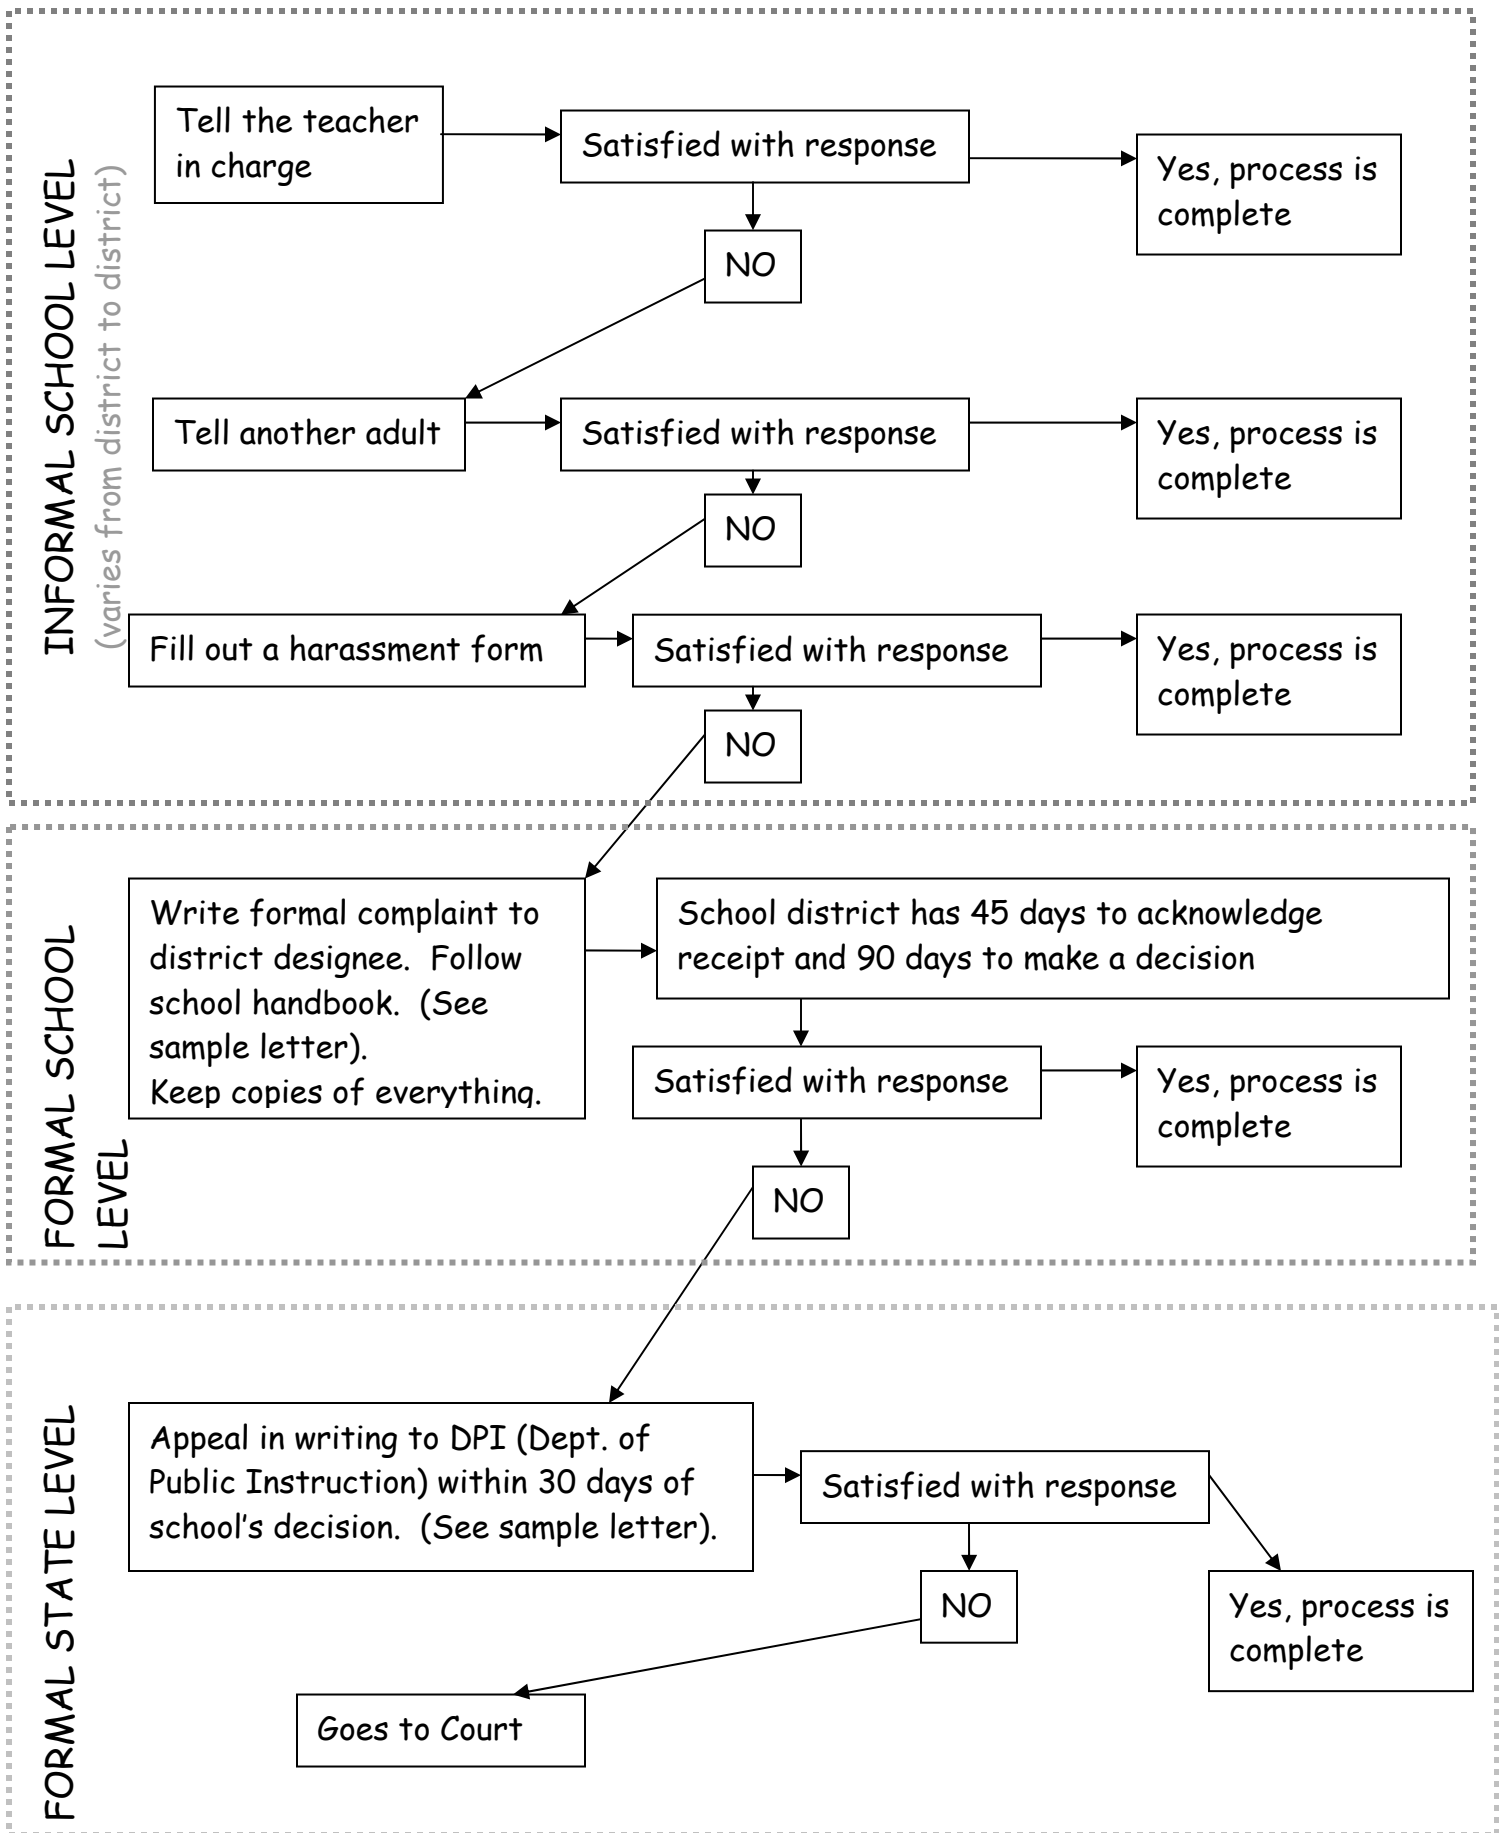 INFORMAL SCHOOL LEVEL
(varies from district to district)
Tell the teacher
in charge
Satisfied with response
Yes, process is
complete
NO
Tell another adult
Satisfied with response
Yes, process is
complete
NO
Fill out a harassment form
Satisfied with response
Yes, process is
complete
NO
FORMAL SCHOOL
LEVEL
Write formal complaint to
district designee.  Follow
school handbook.  (See
sample letter).
Keep copies of everything.
School district has 45 days to acknowledge
receipt and 90 days to make a decision
Satisfied with response
Yes, process is
complete
NO
FORMAL STATE LEVEL
Appeal in writing to DPI (Dept. of
Public Instruction) within 30 days of
school's decision.  (See sample letter).
Satisfied with response
NO
Yes, process is
complete
Goes to Court